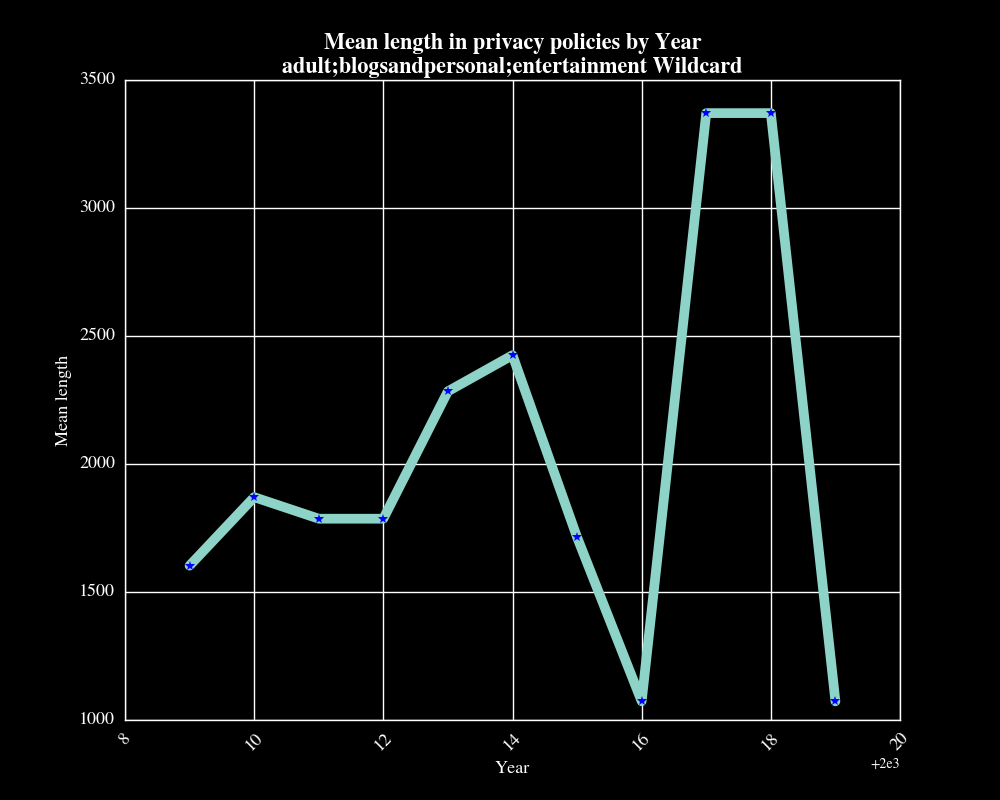 Mean length in privacy policies by Year
adult;blogsandpersonal;entertainment Wildcard
3500
3000
2500
2000
1500
1000
Mean length
8
10
12
14
16
18
20
Year
+2e3